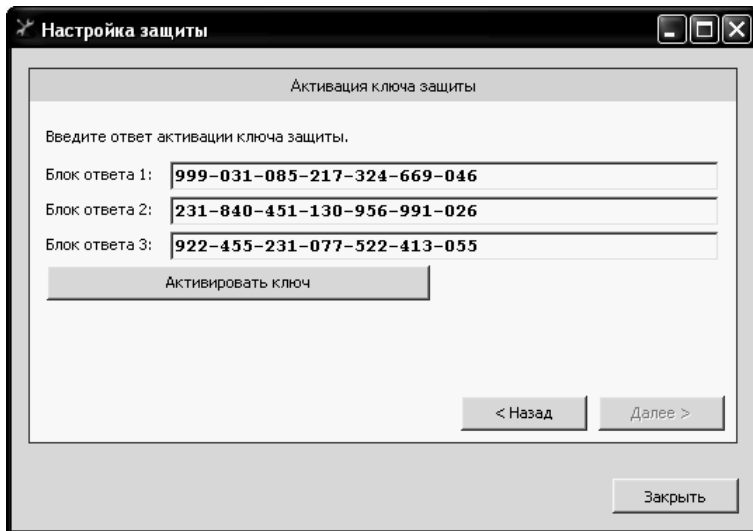 Настройка защиты
Активация ключа защиты
Введите ответ активации ключа защиты.
Блок ответа 1: 999-031-085-217-324-669-046
Блок ответа 2: 231-840-451-130-956-991-026
Блок ответа 3: 922-455-231-077-522-413-055
Активировать ключ
< Назад Далее >
Закрыть